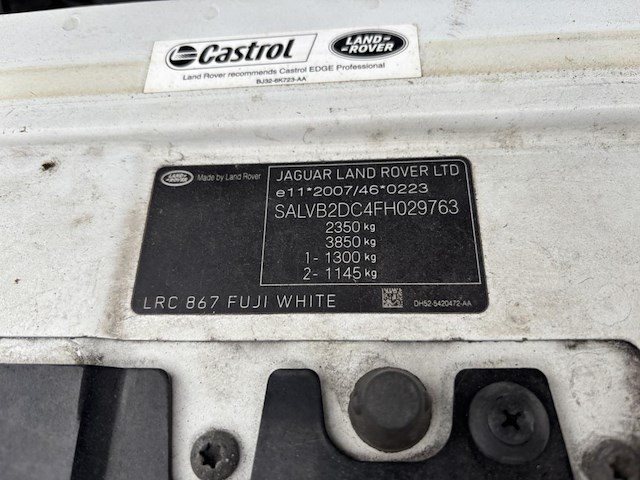 Castrol LAND ROVER
Land Rover recommends Castrol EDGE Professional
BJ32-6K723-AA
LAND ROVER Made by Land Rover JAGUAR LAND ROVER LTD
e11*2007/46*0223
SALVB2DC4FH029763
2350 kg
3850 kg
1- 1300 kg
2- 1145 kg
LRC 867 FUJI WHITE DH52-5420472-AA